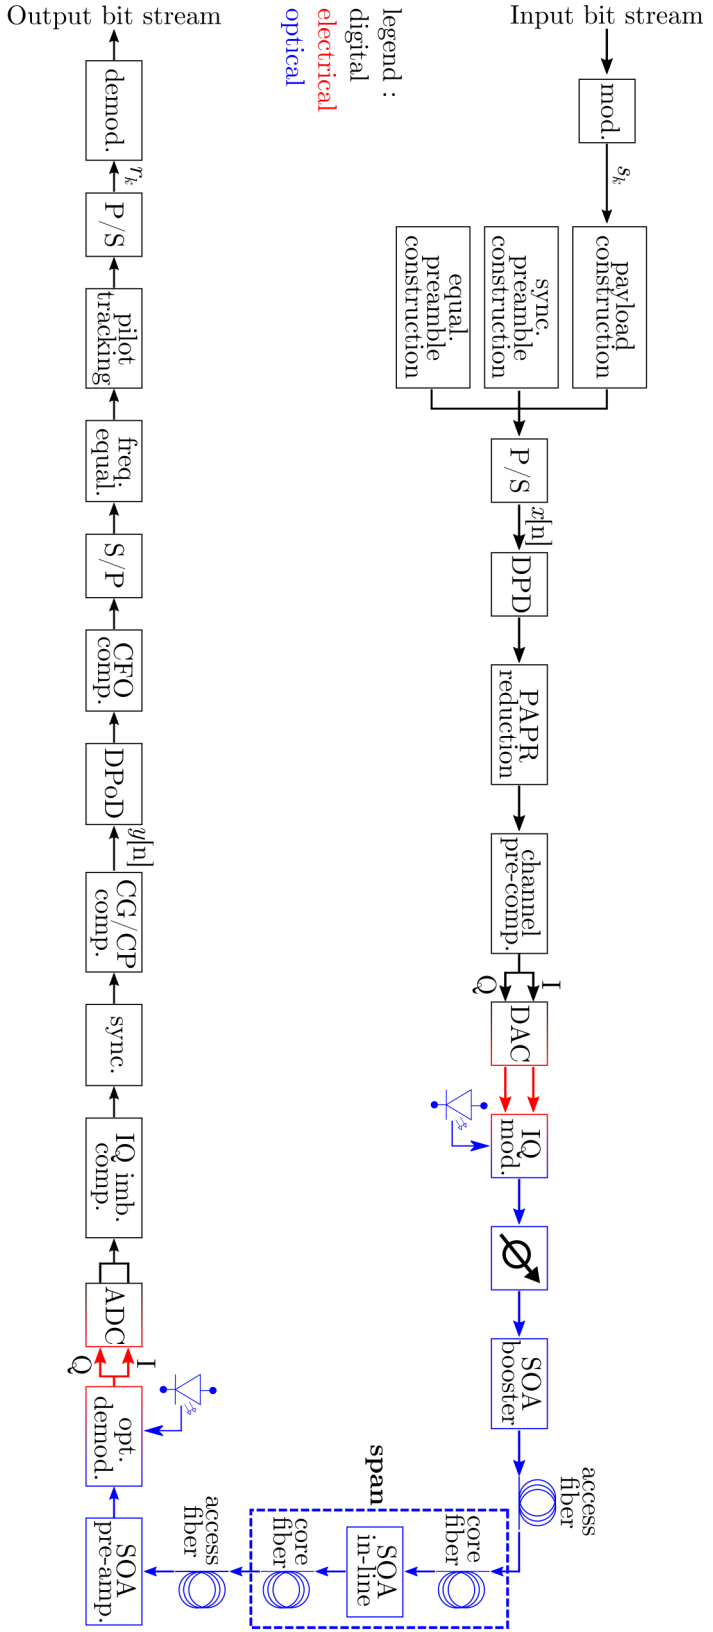 Input bit stream
mod.
sₖ
payload
construction
sync.
preamble
construction
equal.
preamble
construction
P/S
x[n]
DPD
PAPR
reduction
channel
pre-comp.
I
Q
DAC
IQ
mod.
SOA
booster
access
fiber
span
core
fiber
SOA
in-line
core
fiber
access
fiber
SOA
pre-amp.
opt.
demod.
I
Q
ADC
IQ imb.
comp.
sync.
CG/CP
comp.
y[n]
DPoD
CFO
comp.
S/P
freq.
equal.
pilot
tracking
P/S
rₖ
demod.
Output bit stream
legend :
digital
electrical
optical